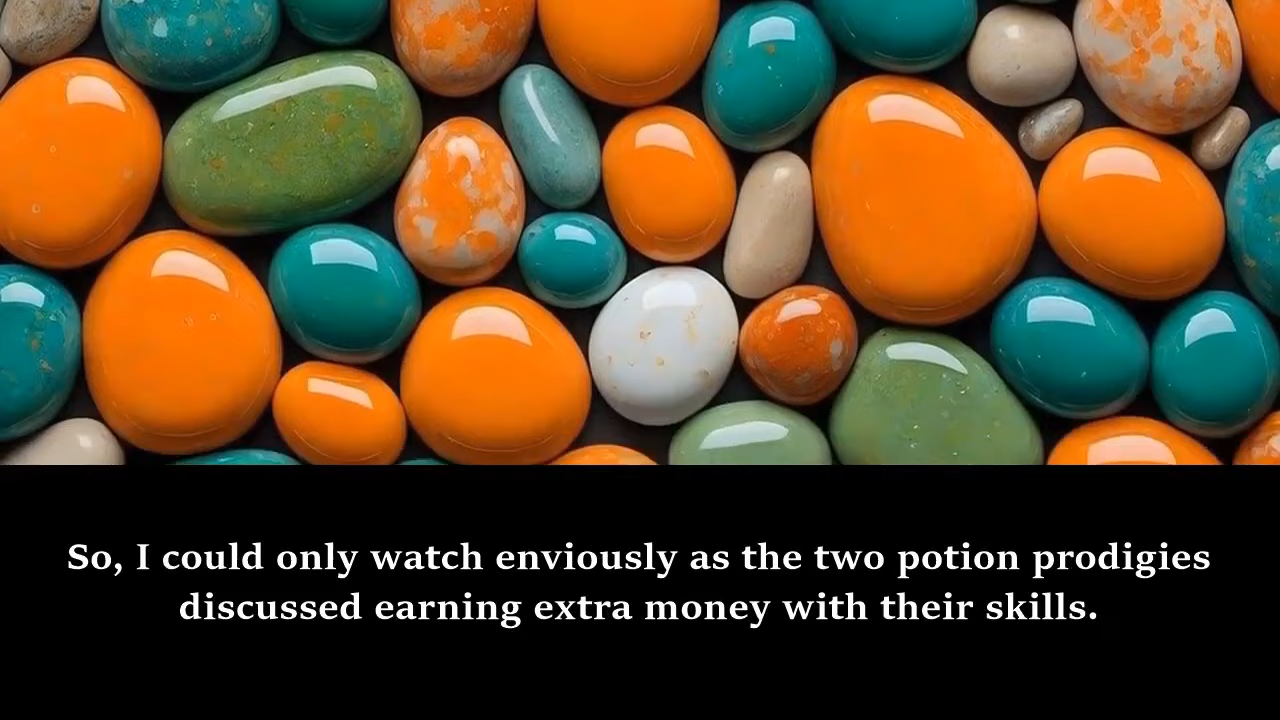 So, I could only watch enviously as the two potion prodigies
discussed earning extra money with their skills.